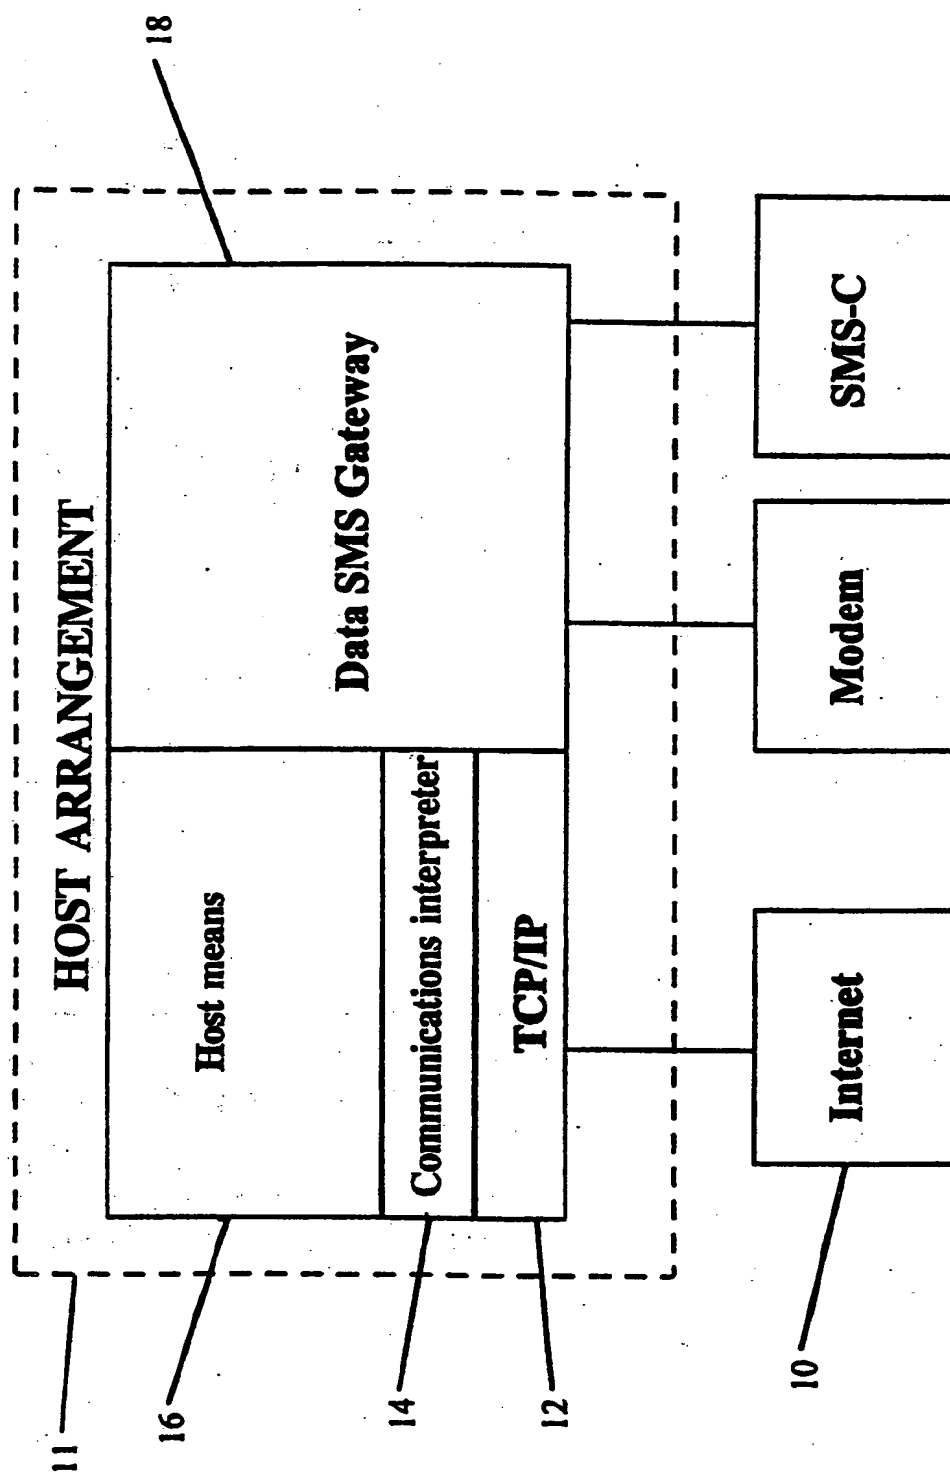 HOST ARRANGEMENT
11
16
Host means
Data SMS Gateway
18
14
Communications interpreter
12
TCP/IP
10
Internet
Modem
SMS-C